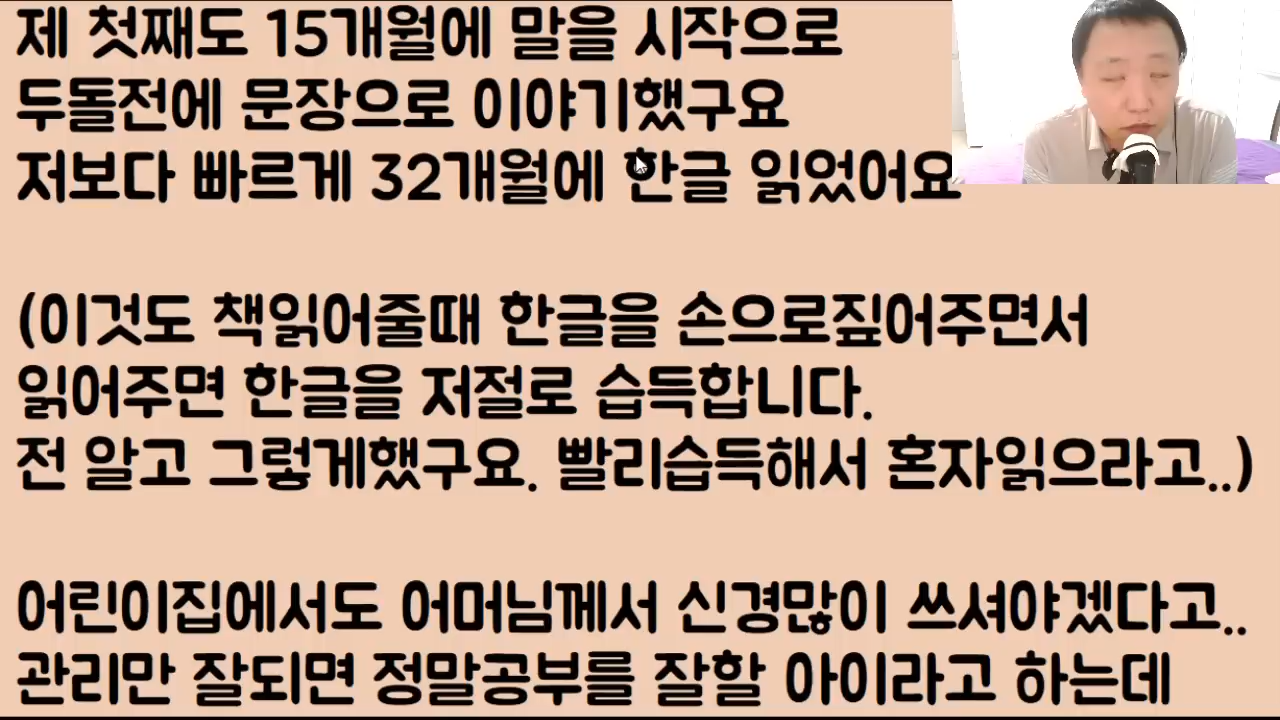 제 첫째도 15개월에 말을 시작으로
두돌전에 문장으로 이야기했구요
저보다 빠르게 32개월에 한글 읽었어요
(이것도 책읽어줄때 한글을 손으로짚어주면서
읽어주면 한글을 저절로 습득합니다.
전 알고 그렇게했구요. 빨리습득해서 혼자읽으라고..)
어린이집에서도 어머님께서 신경많이 쓰셔야겠다고..
관리만 잘되면 정말공부를 잘할 아이라고 하는데